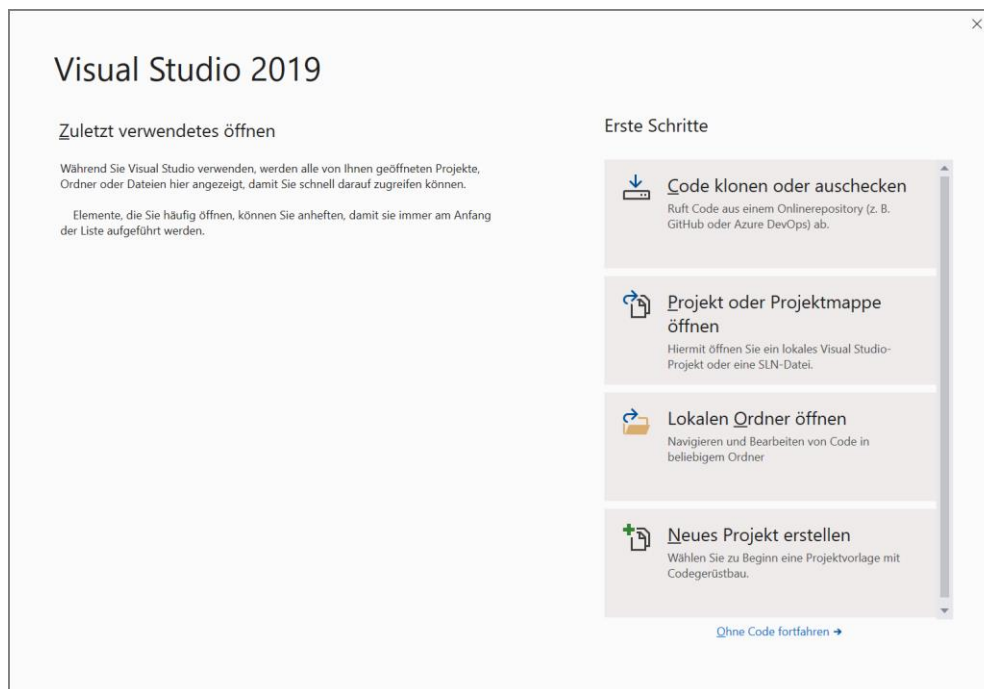 Visual Studio 2019
Zuletzt verwendetes öffnen
Während Sie Visual Studio verwenden, werden alle von Ihnen geöffneten Projekte,
Ordner oder Dateien hier angezeigt, damit Sie schnell darauf zugreifen können.
Elemente, die Sie häufig öffnen, können Sie anheften, damit sie immer am Anfang
der Liste aufgeführt werden.
Erste Schritte
Code klonen oder auschecken
Ruft Code aus einem Onlinerepository (z. B.
GitHub oder Azure DevOps) ab.
Projekt oder Projektmappe
öffnen
Hiermit öffnen Sie ein lokales Visual Studio-
Projekt oder eine SLN-Datei.
Lokalen Ordner öffnen
Navigieren und Bearbeiten von Code in
beliebigem Ordner
Neues Projekt erstellen
Wählen Sie zu Beginn eine Projektvorlage mit
Codegerüstbau.
Ohne Code fortfahren →